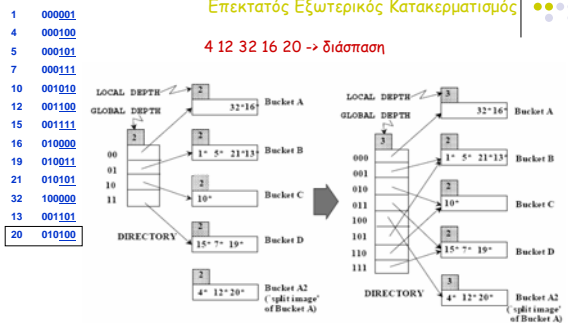 Επεκτατός Εξωτερικός Κατακερματισμός
4 12 32 16 20 -> διάσπαση
1 000001
4 000100
5 000101
7 000111
10 001010
12 001100
15 001111
16 010000
19 010011
21 010101
32 100000
13 001101
20 010100
LOCAL DEPTH
GLOBAL DEPTH
2
2
32*16*
Bucket A
00
01
10
11
2
1* 5* 21*13*
Bucket B
2
10*
Bucket C
2
15* 7* 19*
Bucket D
DIRECTORY
2
4* 12*20*
Bucket A2
(`split image'
of Bucket A)
LOCAL DEPTH
GLOBAL DEPTH
3
3
32*16*
Bucket A
000
001
010
011
100
101
110
111
2
1* 5* 21*13*
Bucket B
2
10*
Bucket C
2
15* 7* 19*
Bucket D
DIRECTORY
3
4* 12*20*
Bucket A2
(`split image'
of Bucket A)